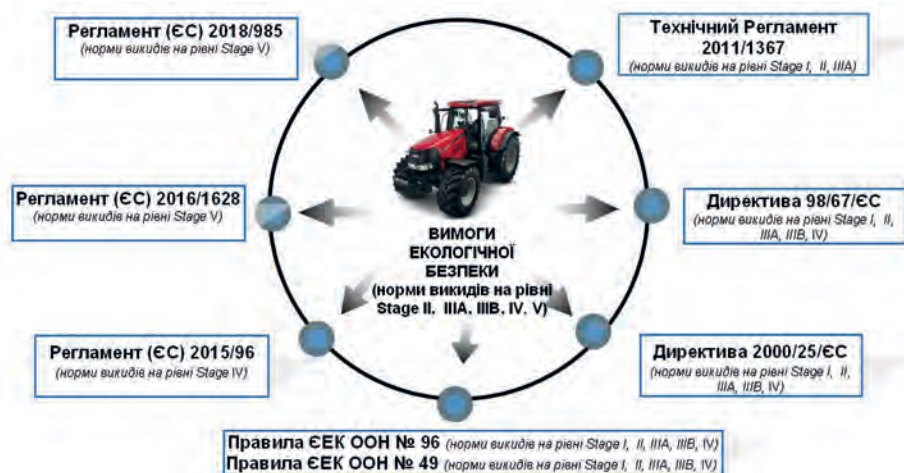 Регламент (ЄС) 2018/985
(норми викидів на рівні Stage V)
Технічний Регламент
2011/1367
(норми викидів на рівні Stage I, II, IIIA)
Регламент (ЄС) 2016/1628
(норми викидів на рівні Stage V)
Директива 98/67/ЄС
(норми викидів на рівні Stage I, II,
IIIA, IIIB, IV)
ВИМОГИ
ЕКОЛОГІЧНОЇ
БЕЗПЕКИ
(норми викидів на рівні
Stage II, IIIA, IIIB, IV, V)
Регламент (ЄС) 2015/96
(норми викидів на рівні Stage IV)
Директива 2000/25/ЄС
(норми викидів на рівні Stage I, II,
IIIA, IIIB, IV)
Правила ЄЕК ООН № 96 (норми викидів на рівні Stage I, II, IIIA, IIIB, IV)
Правила ЄЕК ООН № 49 (норми викидів на рівні Stage I, II, IIIA, IIIB, IV)